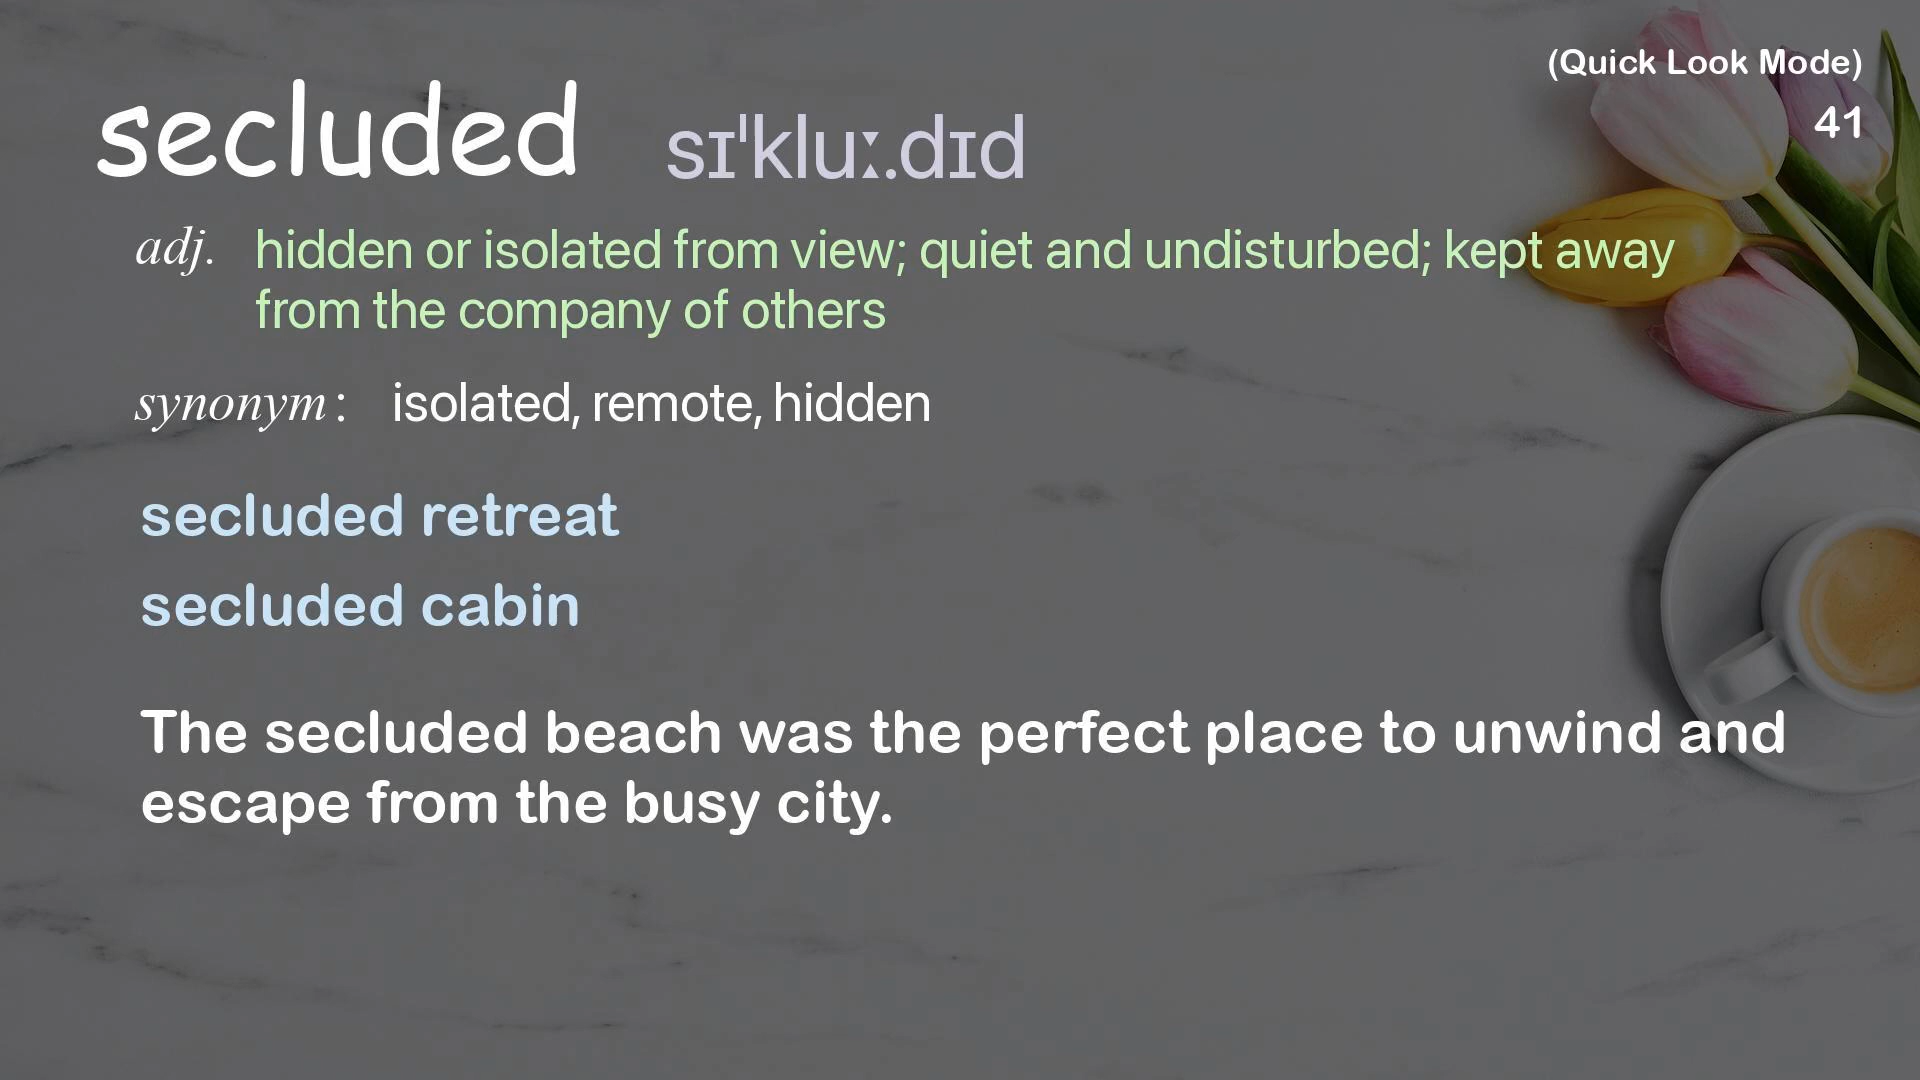 (Quick Look Mode)
41
secluded sɪˈkluː.dɪd
adj. hidden or isolated from view; quiet and undisturbed; kept away
from the company of others
synonym: isolated, remote, hidden
secluded retreat
secluded cabin
The secluded beach was the perfect place to unwind and
escape from the busy city.